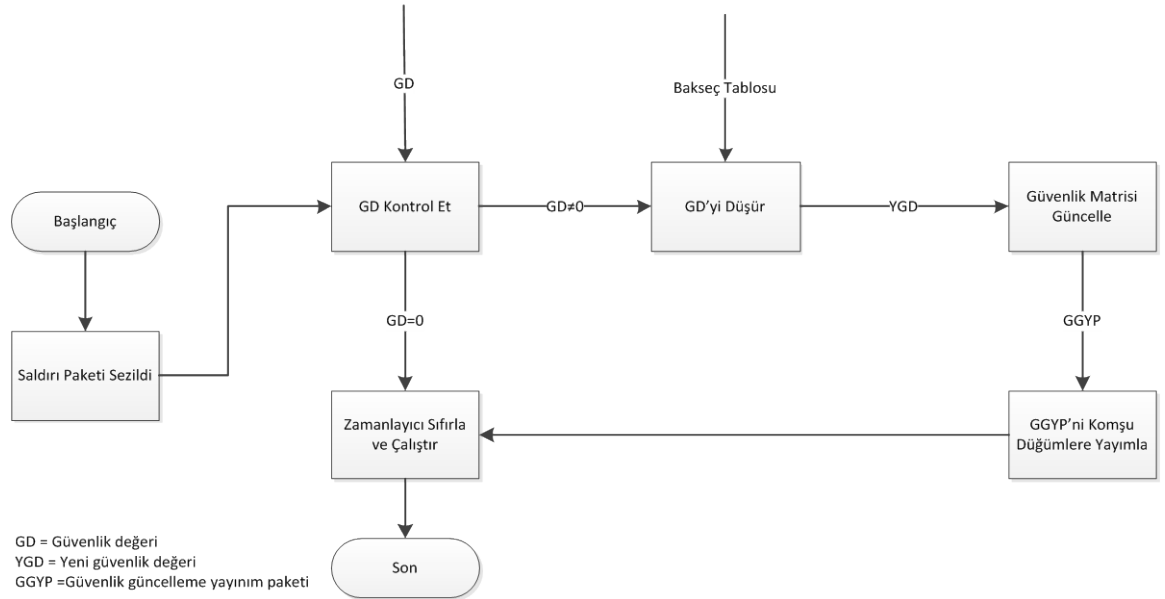 GD
Bakseç Tablosu
Başlangıç
GD Kontrol Et
GD≠0
GD'yi Düşür
YGD
Güvenlik Matrisi
Güncelle
Saldırı Paketi Sezildi
GD=0
GGYP
Zamanlayıcı Sıfırla
ve Çalıştır
GGYP'ni Komşu
Düğümlere Yayımla
Son
GD = Güvenlik değeri
YGD = Yeni güvenlik değeri
GGYP =Güvenlik güncelleme yayınım paketi